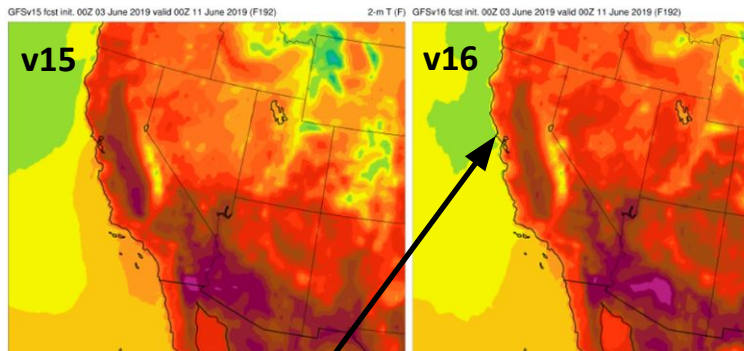 GFSv15 fcst init. 00Z 03 June 2019 valid 00Z 11 June 2019 (F192) 2-m T (F)
GFSv16 fcst init. 00Z 03 June 2019 valid 00Z 11 June 2019 (F192)
v15
v16